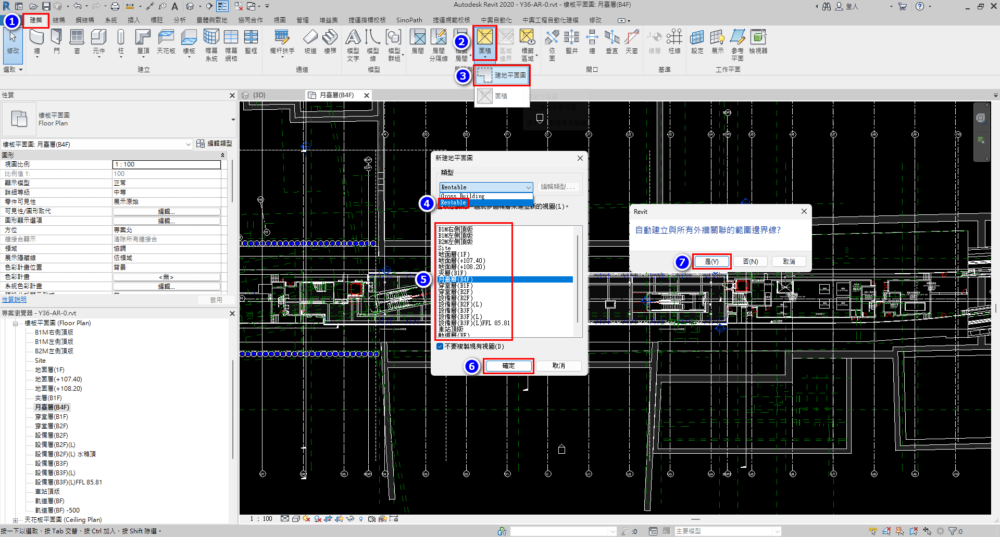 Autodesk Revit 2020 - Y36-AR-0.rvt - 樓板平面圖: 月臺層(B4F)
登入
1
建築
結構
鋼結構
系統
插入
標註
分析
量體與敷地
協同合作
視圖
管理
增益集
捷運指標校核
SinoPath
捷運規範校核
中興自動化
中興工程自動化建模
修改
修改
牆
門
窗
元件
柱
屋頂
天花板
樓板
帷幕
系統
帷幕
網格
豎框
欄杆扶手
坡道
樓梯
模型
文字
模型
線
模型
群組
房間
房間
分隔線
標籤
房間
2
面積
區域
邊界
標籤
區域
依
面
豎井
牆
垂直
天窗
樓層
柱線
設定
展示
參考
平面
檢視器
選取
建立
通道
模型
開口
基準
工作平面
3
建地平面圖
面積
性質
{3D}
月臺層(B4F)
樓板平面圖
Floor Plan
樓板平面圖: 月臺層(B4F)
編輯類型
圖形
視圖比例
1 : 100
比例值 1:
100
顯示模型
正常
詳細等級
中等
零件可見性
展示原始
可見性/圖形取代
編輯...
圖形顯示選項
編輯...
方位
專案北
牆接合顯示
清除所有牆接合
領域
協調
展示隱藏線
依領域
色彩計畫位置
背景
色彩計畫
<無>
系統色彩計畫
編輯...
性質說明
套用
專案瀏覽器 - Y36-AR-0.rvt
樓板平面圖 (Floor Plan)
B1M右側頂版
B1M左側頂版
B2M左側頂版
Site
地面層(1F)
地面層(+107.40)
地面層(+108.20)
夾層(B1F)
月臺層(B4F)
穿堂層(B1F)
穿堂層(B2F)
設備層(B2F)
設備層(B2F)(L)
設備層(B2F)(L) 水箱頂
設備層(B3F)
設備層(B3F)(L)
設備層(B3F)(L)FFL 85.81
車站頂版
軌道層(BF)
軌道層(BF) -500
天花板平面圖 (Ceiling Plan)
新建地平面圖
類型
Rentable
編輯類型...
Gross Building
4
Rentable
一個或多個樓層來建立新的視圖(L)。
B1M右側頂版
B1M左側頂版
B2M左側頂版
Site
地面層(1F)
地面層(+107.40)
地面層(+108.20)
夾層(B1F)
5
月臺層(B4F)
穿堂層(B1F)
穿堂層(B2F)
設備層(B2F)
設備層(B2F)(L)
設備層(B3F)
設備層(B3F)(L)
設備層(B3F)(L)FFL 85.81
車站頂版
軌道層(BF)
不要複製現有視圖(D)
6
確定
取消
Revit
自動建立與所有外牆關聯的範圍邊界線?
7
是(Y)
否(N)
取消
1 : 100
按一下以選取、按 Tab 交替、按 Ctrl 加入、按 Shift 除選。
:0
主要模型
:0